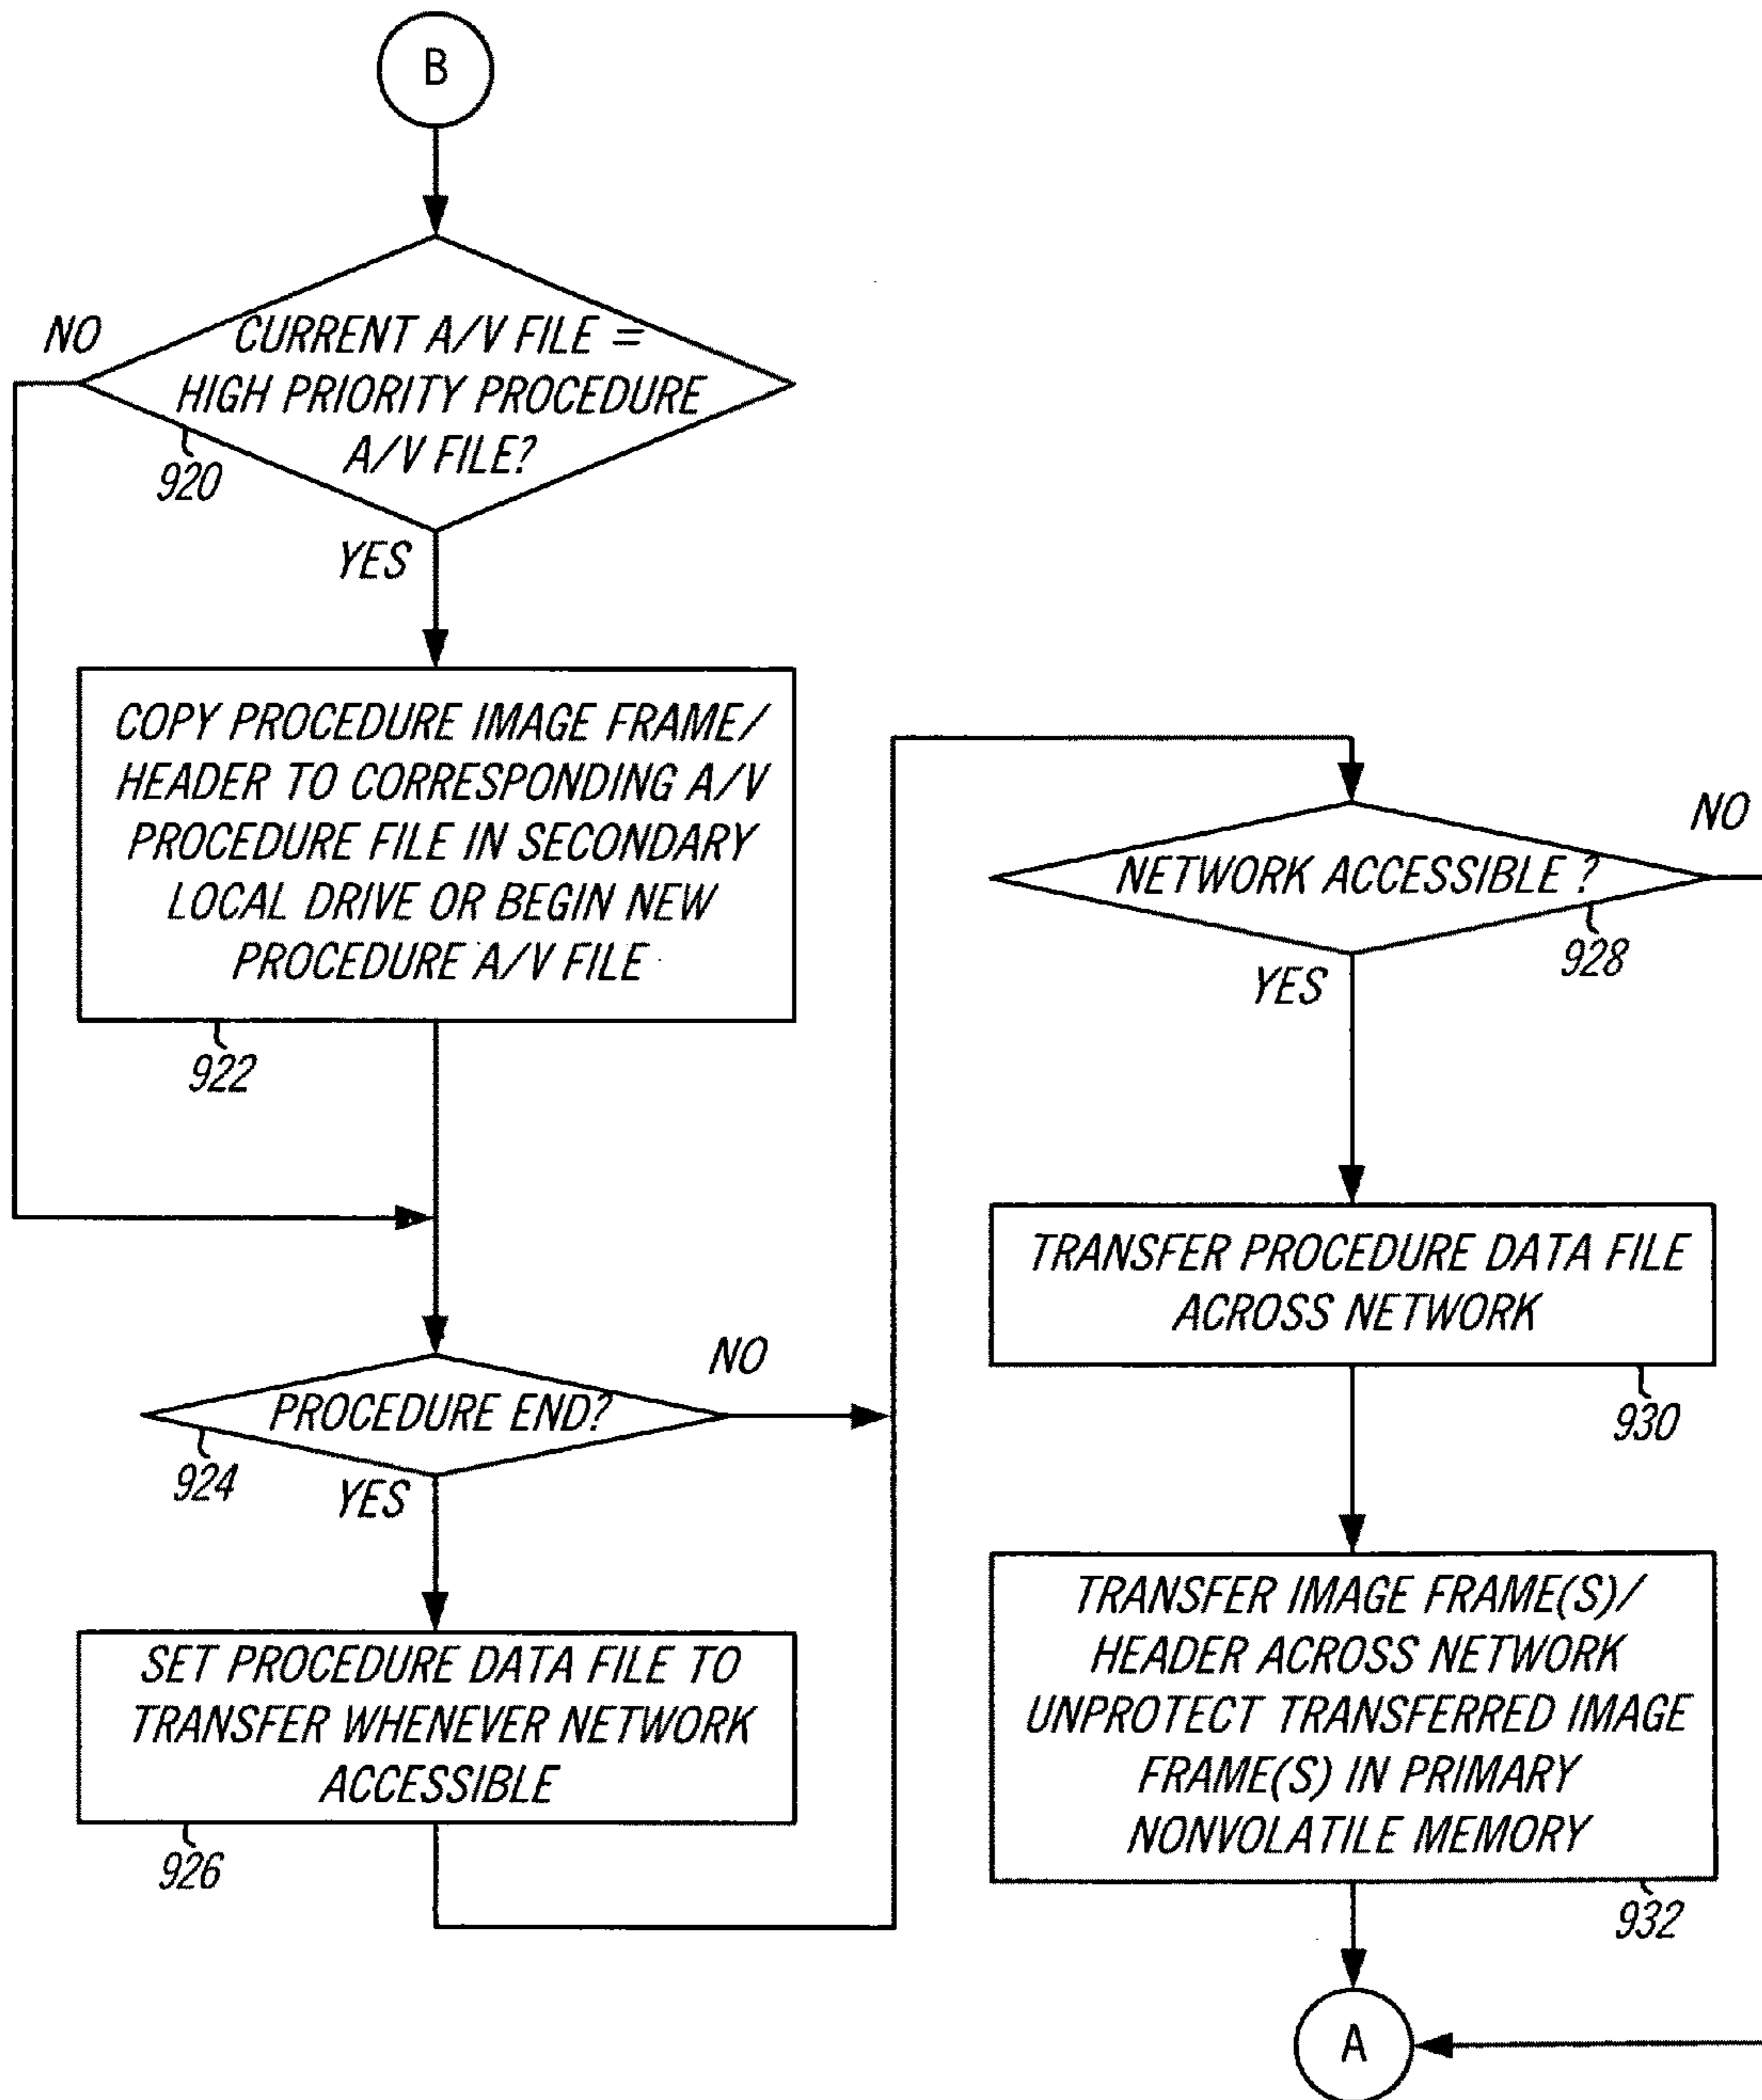 B
NO
CURRENT A/V FILE =
HIGH PRIORITY PROCEDURE
A/V FILE?
920
YES
COPY PROCEDURE IMAGE FRAME/
HEADER TO CORRESPONDING A/V
PROCEDURE FILE IN SECONDARY
LOCAL DRIVE OR BEGIN NEW
PROCEDURE A/V FILE
922
PROCEDURE END?
NO
924
YES
SET PROCEDURE DATA FILE TO
TRANSFER WHENEVER NETWORK
ACCESSIBLE
926
NETWORK ACCESSIBLE ?
NO
928
YES
TRANSFER PROCEDURE DATA FILE
ACROSS NETWORK
930
TRANSFER IMAGE FRAME(S)/
HEADER ACROSS NETWORK
UNPROTECT TRANSFERRED IMAGE
FRAME(S) IN PRIMARY
NONVOLATILE MEMORY
932
A